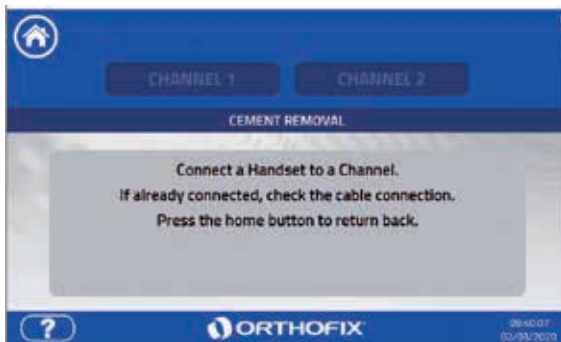 CHANNEL 1
CHANNEL 2
CEMENT REMOVAL
Connect a Handset to a Channel.
If already connected, check the cable connection.
Press the home button to return back.
?
ORTHOFIX